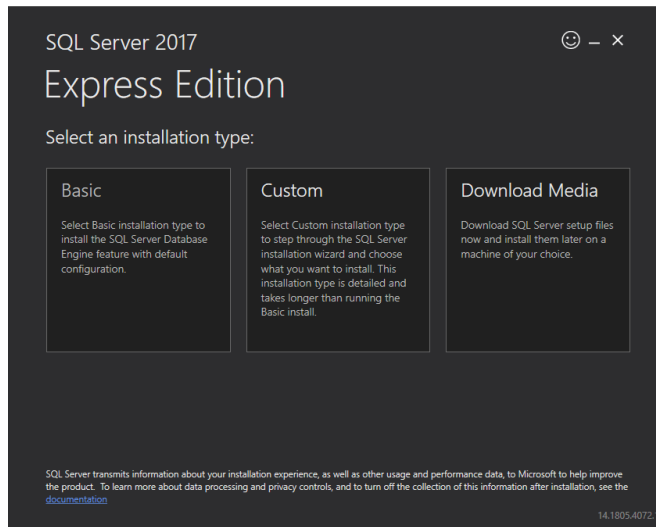 SQL Server 2017
Express Edition
Select an installation type:
Basic
Select Basic installation type to
install the SQL Server Database
Engine feature with default
configuration.
Custom
Select Custom installation type
to step through the SQL Server
installation wizard and choose
what you want to install. This
installation type is detailed and
takes longer than running the
Basic install.
Download Media
Download SQL Server setup files
now and install them later on a
machine of your choice.
SQL Server transmits information about your installation experience, as well as other usage and performance data, to Microsoft to help improve
the product. To learn more about data processing and privacy controls, and to turn off the collection of this information after installation, see the
documentation
14.1805.4072.